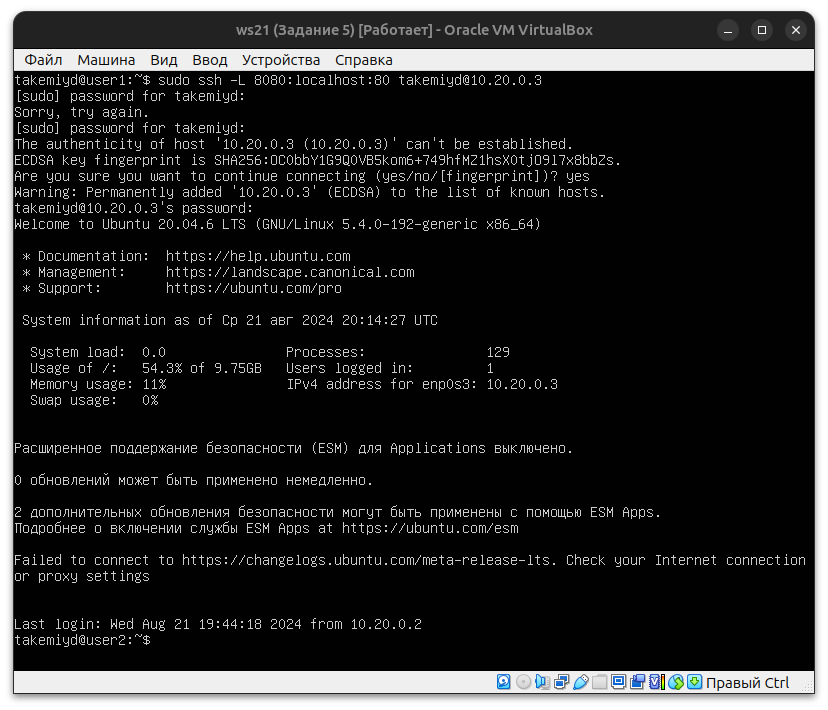 ws21 (Задание 5) [Работает] - Oracle VM VirtualBox
Файл Машина Вид Ввод Устройства Справка
takemiyd@user1:~$ sudo ssh -L 8080:localhost:80 takemiyd@10.20.0.3
[sudo] password for takemiyd:
Sorry, try again.
[sudo] password for takemiyd:
The authenticity of host '10.20.0.3 (10.20.0.3)' can't be established.
ECDSA key fingerprint is SHA256:OC0bbY1G9Q0VB5kom6+749hfMZ1hsX0tjO9l7x8bbZs.
Are you sure you want to continue connecting (yes/no/[fingerprint])? yes
Warning: Permanently added '10.20.0.3' (ECDSA) to the list of known hosts.
takemiyd@10.20.0.3's password:
Welcome to Ubuntu 20.04.6 LTS (GNU/Linux 5.4.0-192-generic x86_64)
* Documentation: https://help.ubuntu.com
* Management: https://landscape.canonical.com
* Support: https://ubuntu.com/pro
System information as of Ср 21 авг 2024 20:14:27 UTC
System load: 0.0 Processes: 129
Usage of /: 54.3% of 9.75GB Users logged in: 1
Memory usage: 11% IPv4 address for enp0s3: 10.20.0.3
Swap usage: 0%
Расширенное поддержание безопасности (ESM) для Applications выключено.
0 обновлений может быть применено немедленно.
2 дополнительных обновления безопасности могут быть применены с помощью ESM Apps.
Подробнее о включении службы ESM Apps at https://ubuntu.com/esm
Failed to connect to https://changelogs.ubuntu.com/meta-release-lts. Check your Internet connection
or proxy settings
Last login: Wed Aug 21 19:44:18 2024 from 10.20.0.2
takemiyd@user2:~$
Правый Ctrl